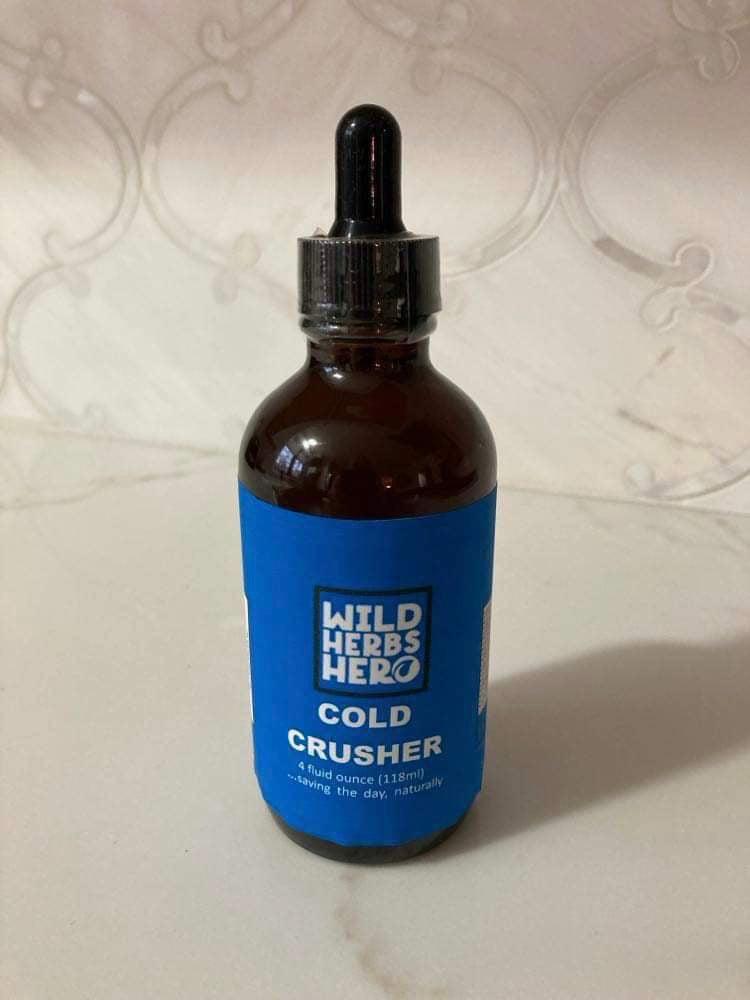 WILD
HERBS
HERO
COLD
CRUSHER
4 fluid ounce (118ml)
...saving the day, naturally